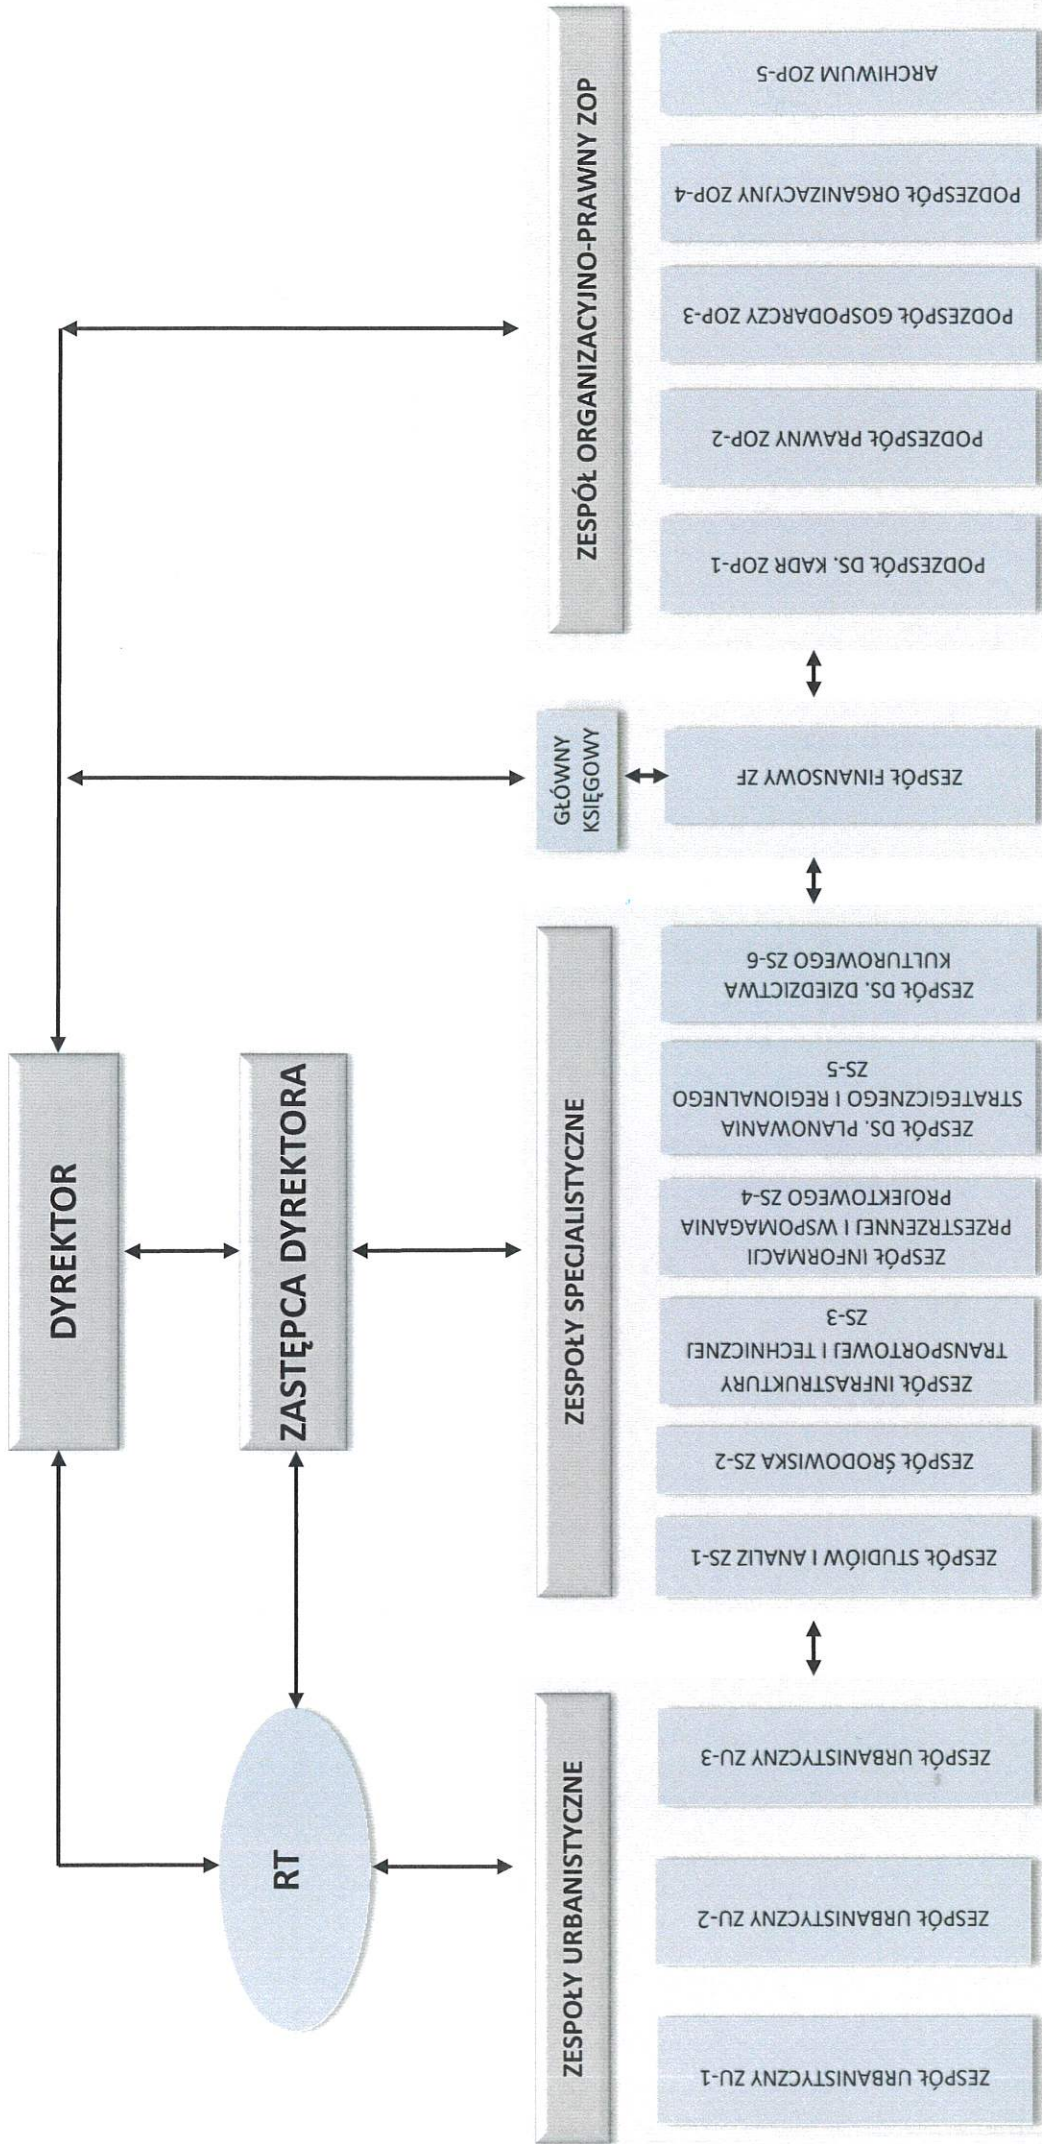 DYREKTOR
ZASTĘPCA DYREKTORA
RT
ZESPOŁY URBANISTYCZNE
ZESPÓŁ URBANISTYCZNY ZU-1
ZESPÓŁ URBANISTYCZNY ZU-2
ZESPÓŁ URBANISTYCZNY ZU-3
ZESPOŁY SPECJALISTYCZNE
ZESPÓŁ STUDIÓW I ANALIZ ZS-1
ZESPÓŁ ŚRODOWISKA ZS-2
ZESPÓŁ INFRASTRUKTURY
TRANSPORTOWEJ I TECHNICZNEJ
ZS-3
ZESPÓŁ INFORMACJI
PRZESTRZENNEJ I WSPOMAGANIA
PROJEKTOWEGO ZS-4
ZESPÓŁ DS. PLANOWANIA
STRATEGICZNEGO I REGIONALNEGO
ZS-5
ZESPÓŁ DS. DZIEDZICTWA
KULTUROWEGO ZS-6
GŁÓWNY
KSIĘGOWY
ZESPÓŁ FINANSOWY ZF
ZESPÓŁ ORGANIZACYJNO-PRAWNY ZOP
PODZESPÓŁ DS. KADR ZOP-1
PODZESPÓŁ PRAWNY ZOP-2
PODZESPÓŁ GOSPODARCZY ZOP-3
PODZESPÓŁ ORGANIZACYJNY ZOP-4
ARCHIWUM ZOP-5